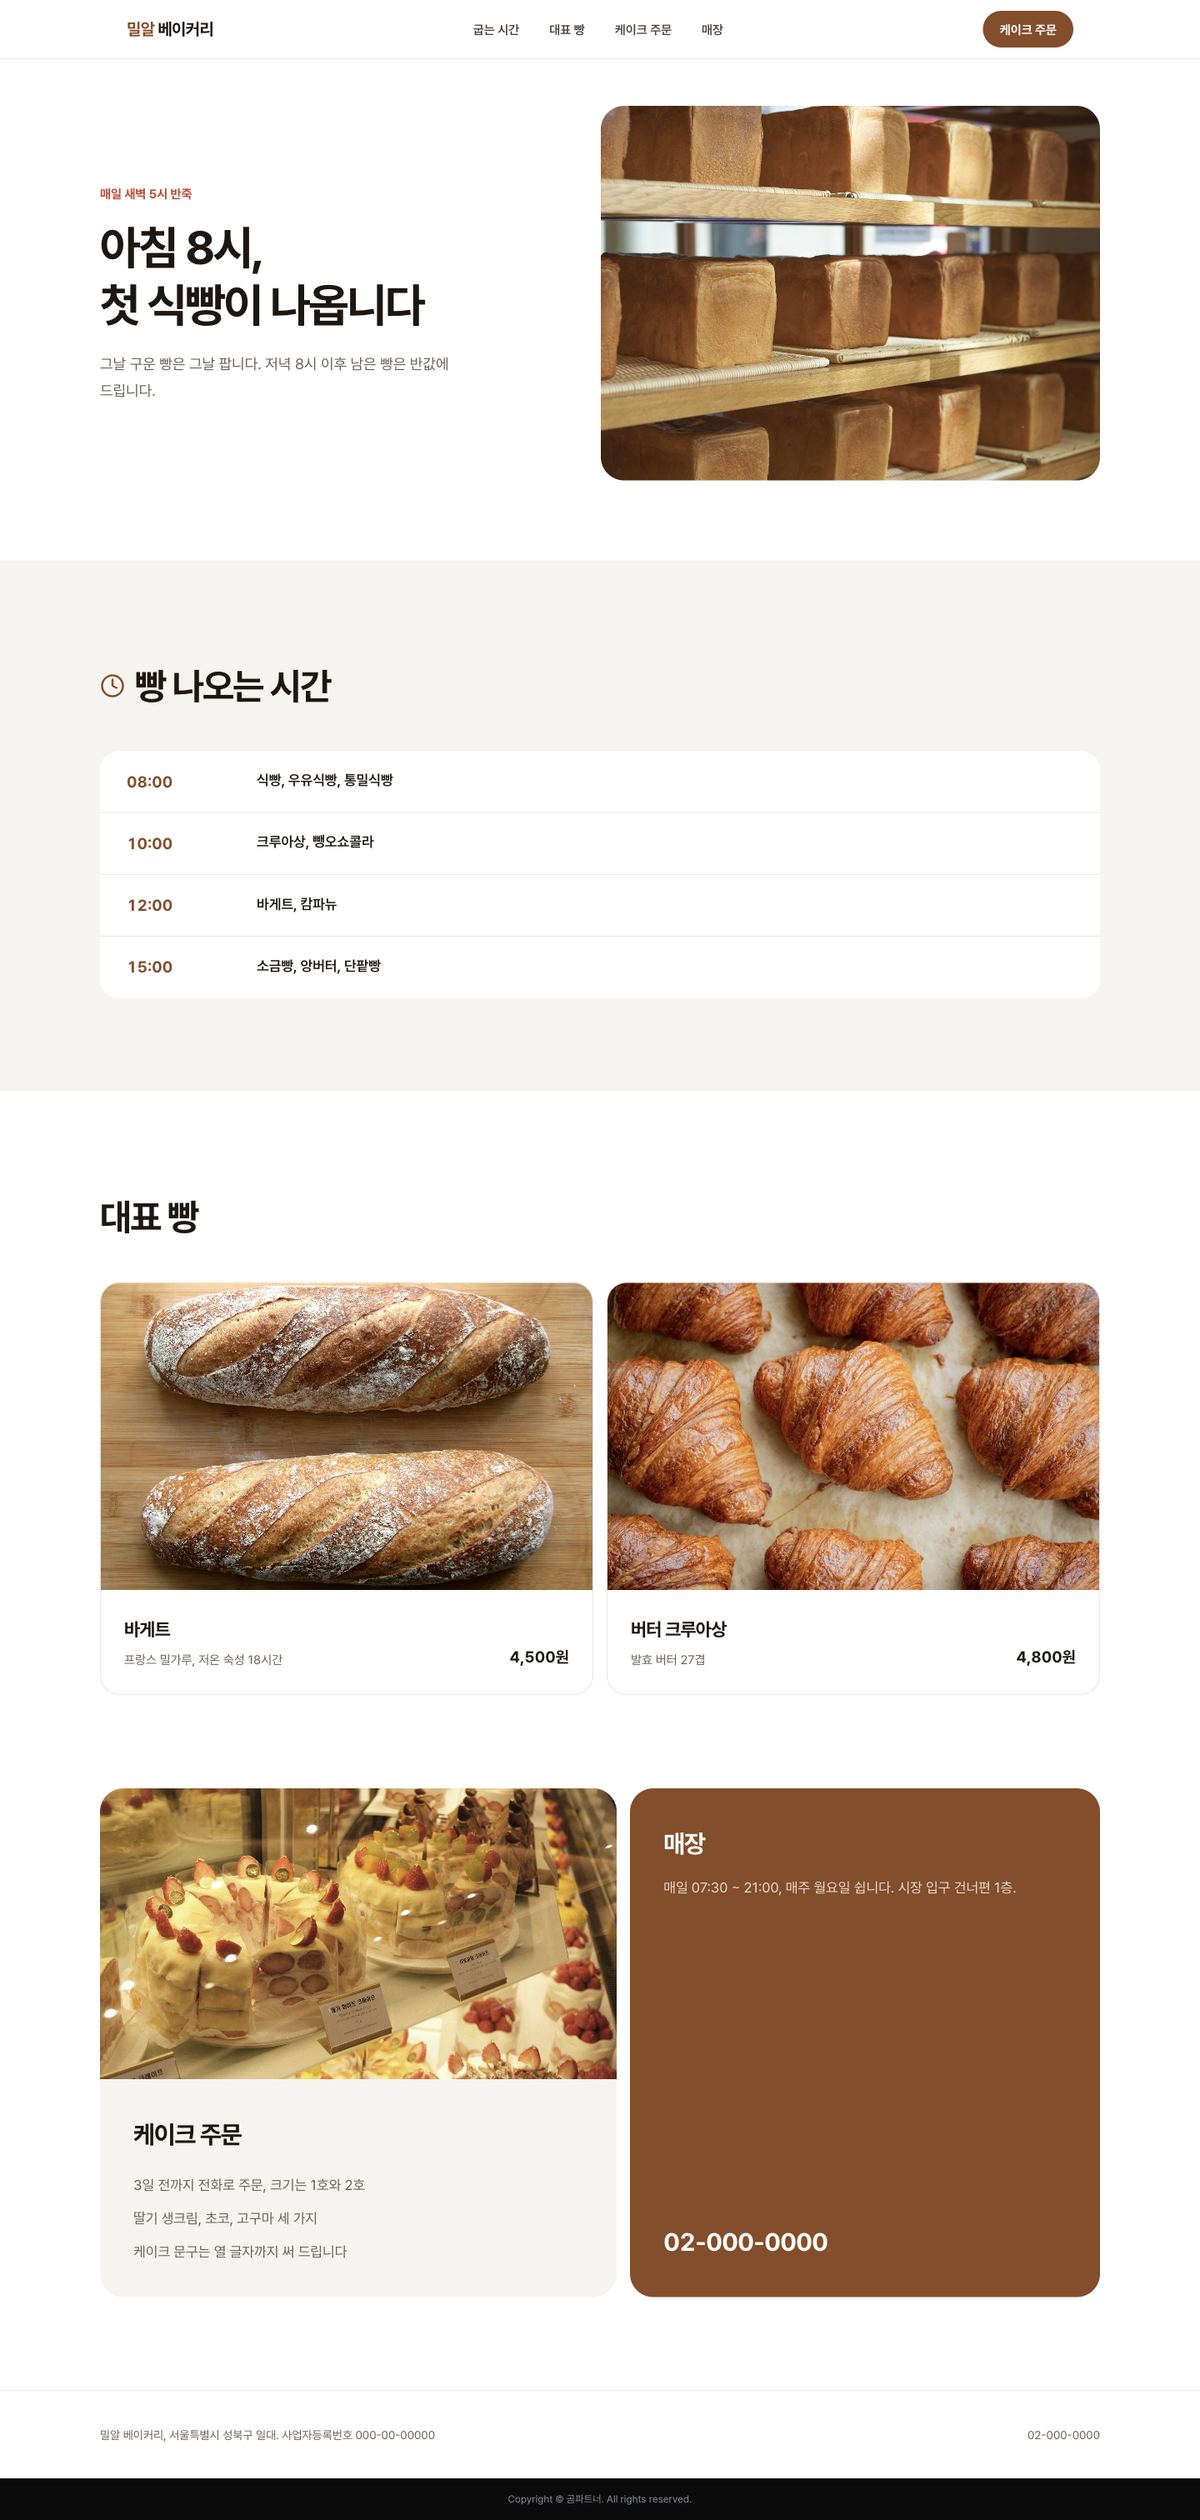 밀알 베이커리
굽는 시간
대표 빵
케이크 주문
매장
케이크 주문
매일 새벽 5시 반죽
아침 8시,
첫 식빵이 나옵니다
그날 구운 빵은 그날 팝니다. 저녁 8시 이후 남은 빵은 반값에
드립니다.
빵 나오는 시간
08:00 식빵, 우유식빵, 통밀식빵
10:00 크루아상, 뺑오쇼콜라
12:00 바게트, 캄파뉴
15:00 소금빵, 앙버터, 단팥빵
대표 빵
바게트
프랑스 밀가루, 저온 숙성 18시간
4,500원
버터 크루아상
발효 버터 27겹
4,800원
케이크 주문
3일 전까지 전화로 주문, 크기는 1호와 2호
딸기 생크림, 초코, 고구마 세 가지
케이크 문구는 열 글자까지 써 드립니다
매장
매일 07:30 ~ 21:00, 매주 월요일 쉽니다. 시장 입구 건너편 1층.
02-000-0000
밀알 베이커리, 서울특별시 성북구 일대. 사업자등록번호 000-00-00000
02-000-0000
Copyright © 곰파트너. All rights reserved.